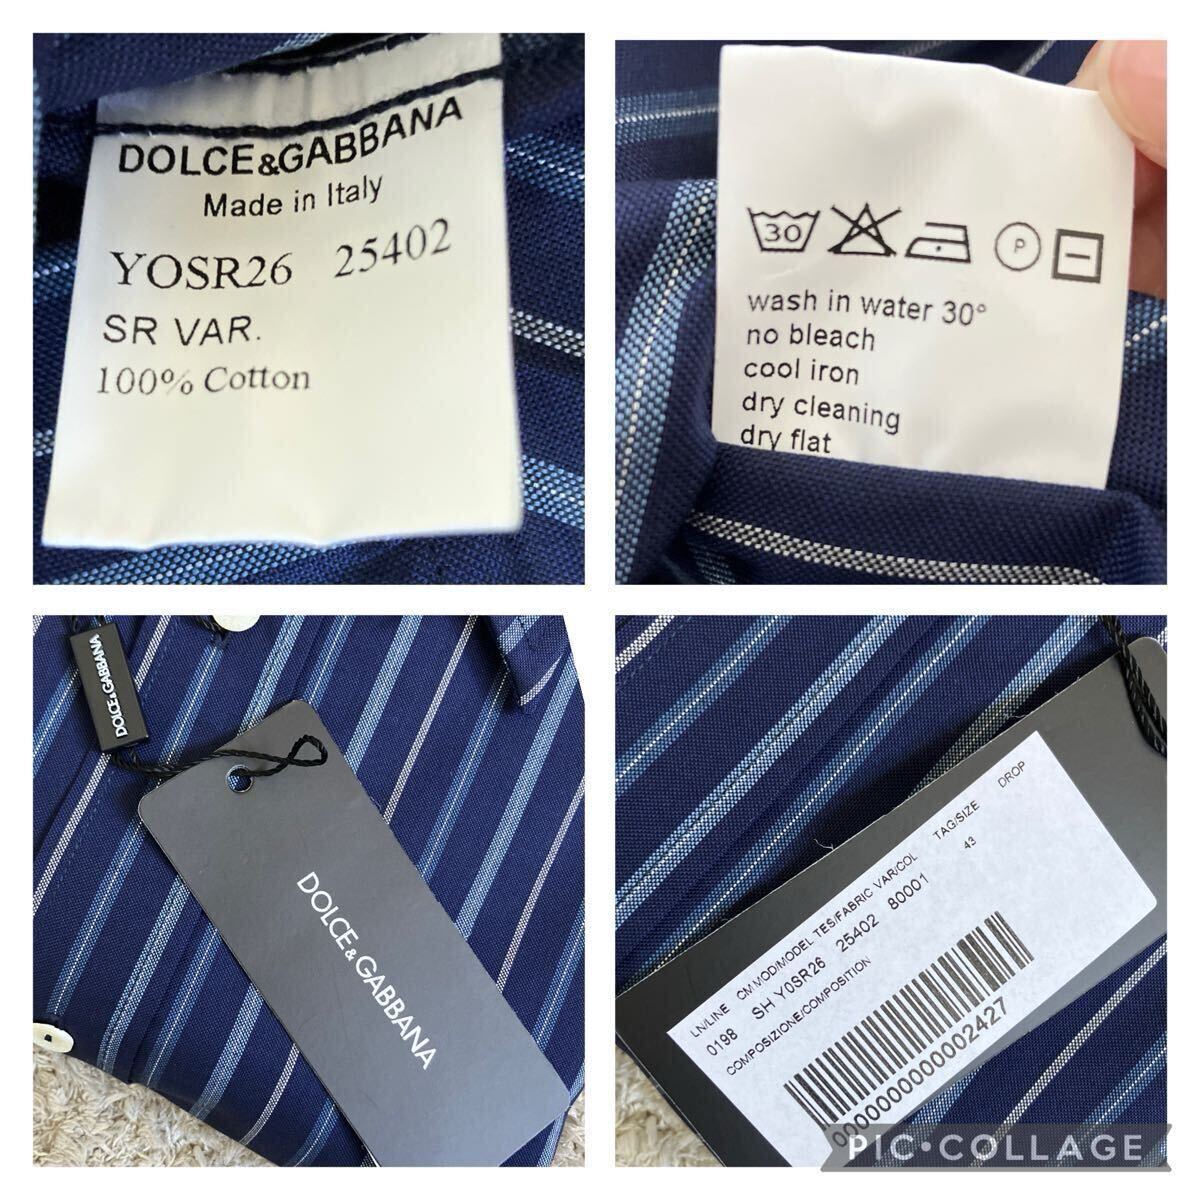 DOLCE&GABBANA
Made in Italy
YOSR26 25402
SR VAR.
100% Cotton
30 P
wash in water 30°
no bleach
cool iron
dry cleaning
dry flat
DOLCE&GABBANA
DOLCE&GABBANA
LN/LINE CM MOD/MODEL TES/FABRIC VAR/COL TAG/SIZE DROP
0198 SH Y0SR26 25402 80001 43
COMPOSIZIONE/COMPOSITION
0000000000002427
PIC•COLLAGE